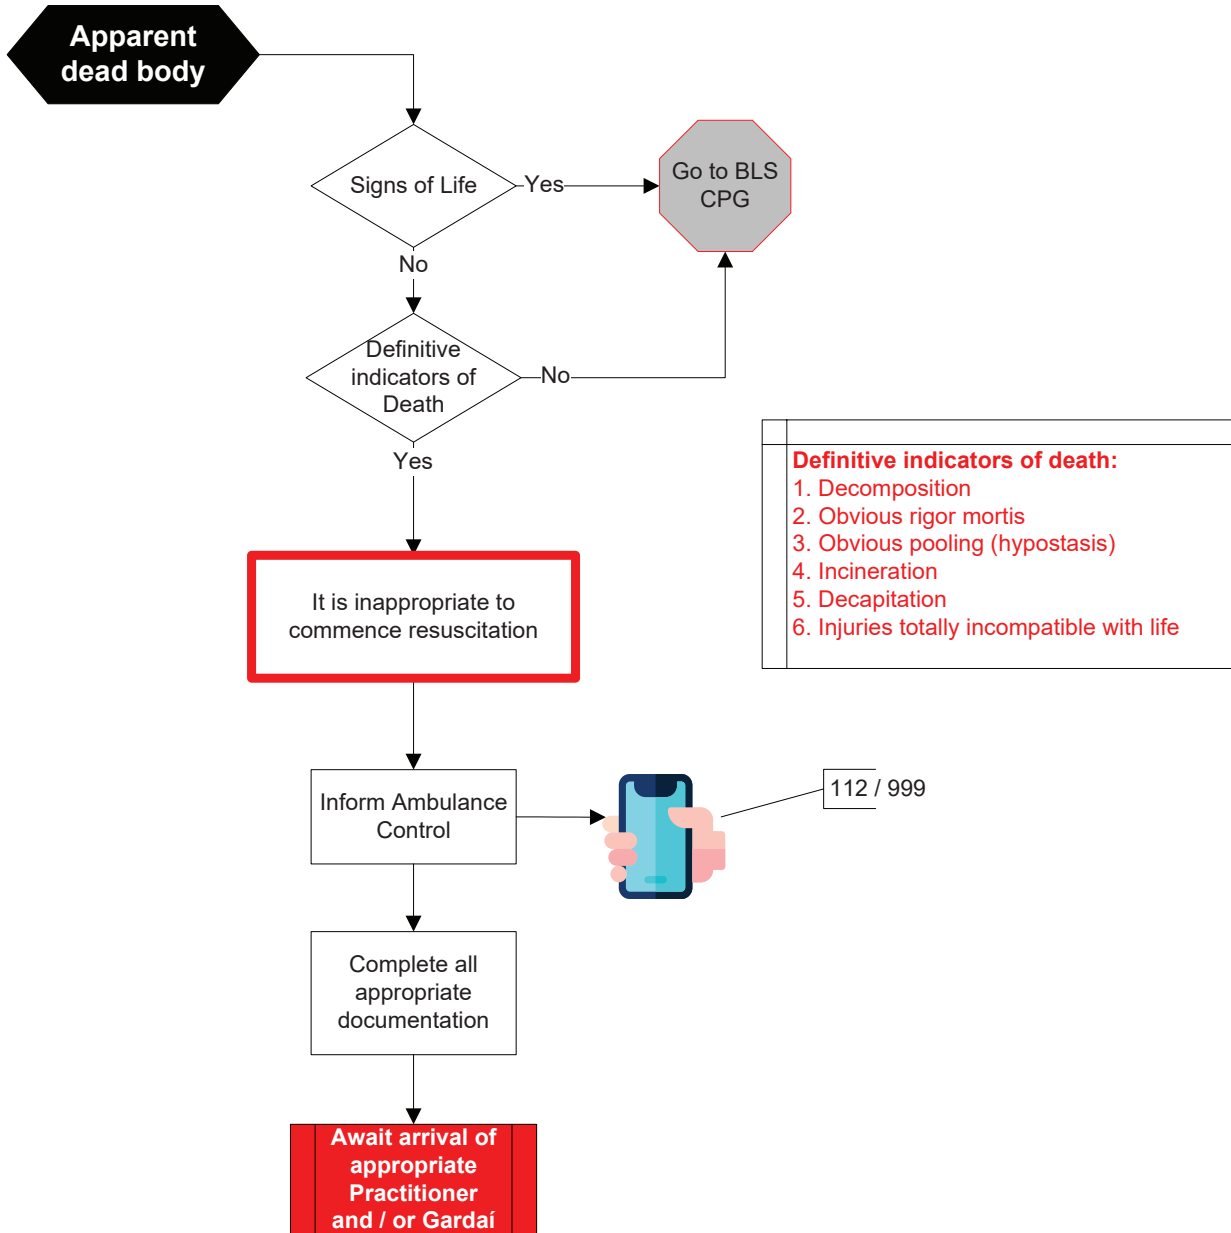 Apparent
dead body
Signs of Life
Yes
Go to BLS
CPG
No
Definitive
indicators of
Death
No
Yes
Definitive indicators of death:
1. Decomposition
2. Obvious rigor mortis
3. Obvious pooling (hypostasis)
4. Incineration
5. Decapitation
6. Injuries totally incompatible with life
It is inappropriate to
commence resuscitation
Inform Ambulance
Control
112 / 999
Complete all
appropriate
documentation
Await arrival of
appropriate
Practitioner
and / or Gardaí